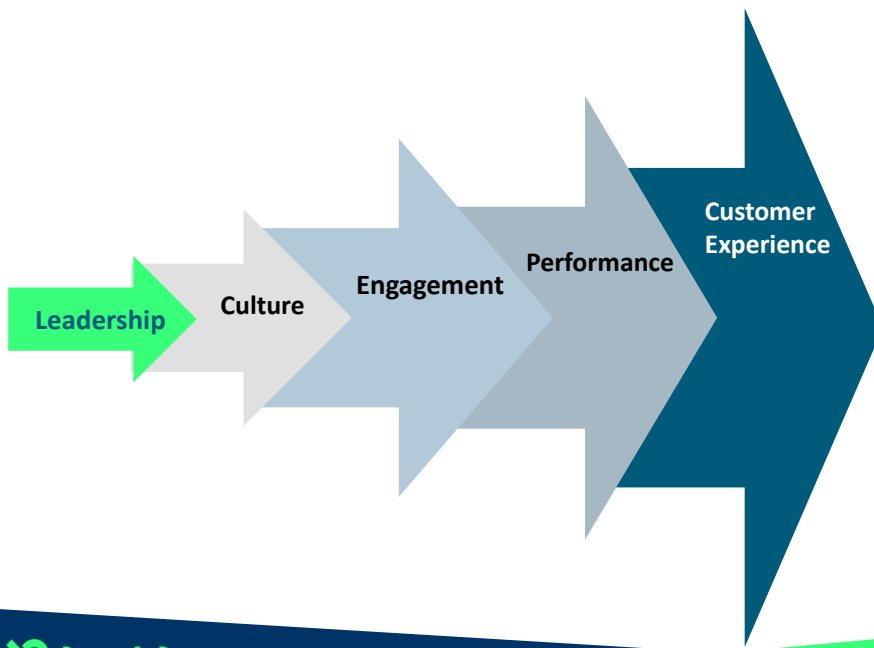 Leadership
Culture
Engagement
Performance
Customer
Experience